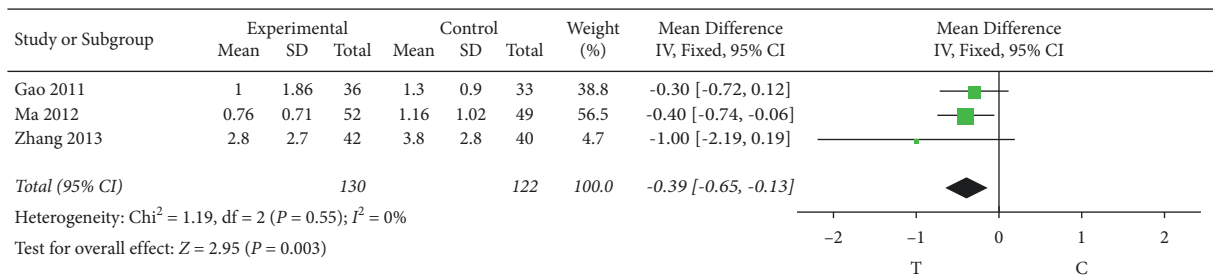 Study or Subgroup Experimental Control Weight Mean Difference Mean Difference
Mean SD Total Mean SD Total (%) IV, Fixed, 95% CI IV, Fixed, 95% CI
Gao 2011 1 1.86 36 1.3 0.9 33 38.8 -0.30 [-0.72, 0.12]
Ma 2012 0.76 0.71 52 1.16 1.02 49 56.5 -0.40 [-0.74, -0.06]
Zhang 2013 2.8 2.7 42 3.8 2.8 40 4.7 -1.00 [-2.19, 0.19]
Total (95% CI) 130 122 100.0 -0.39 [-0.65, -0.13]
Heterogeneity: Chi² = 1.19, df = 2 (P = 0.55); I² = 0%
Test for overall effect: Z = 2.95 (P = 0.003)
−2 −1 0 1 2
T C